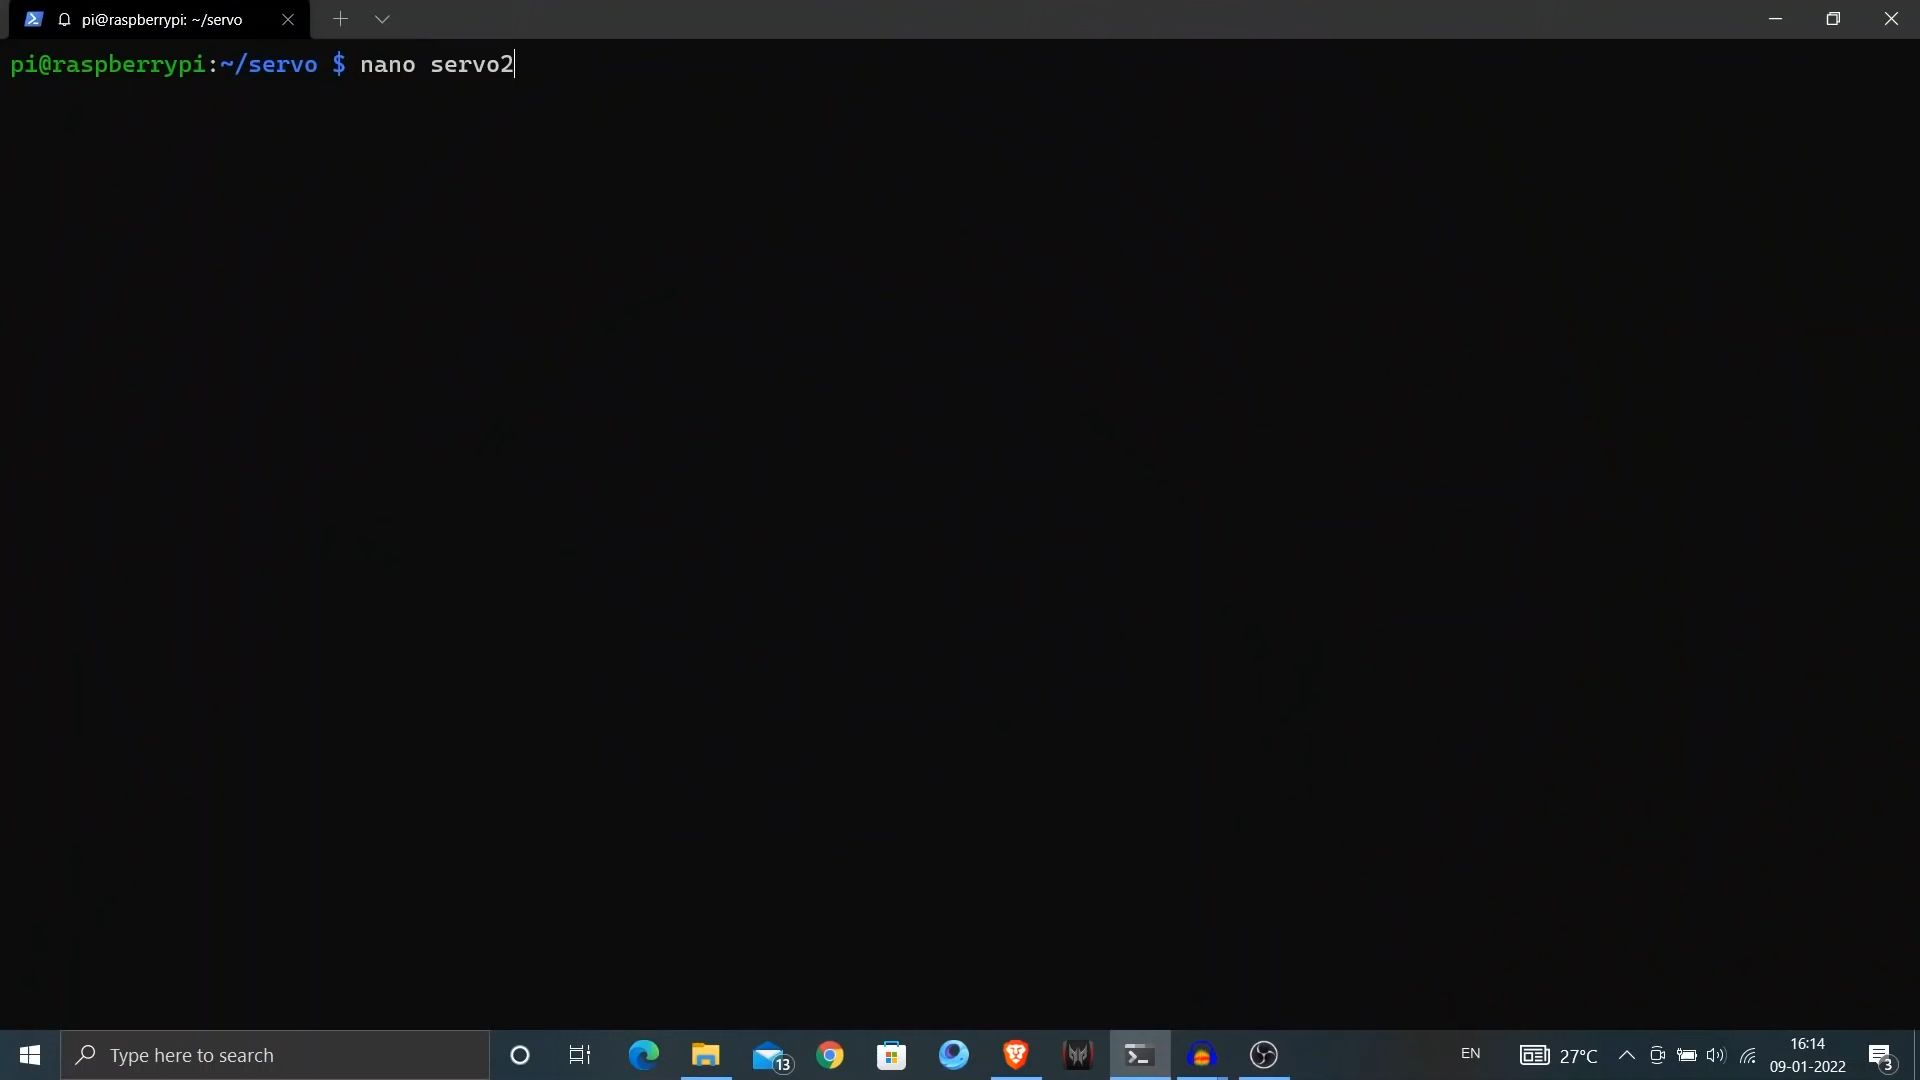 pi@raspberrypi: ~/servo
pi@raspberrypi:~/servo $ nano servo2
Type here to search
13
EN
27°C
16:14
09-01-2022
3